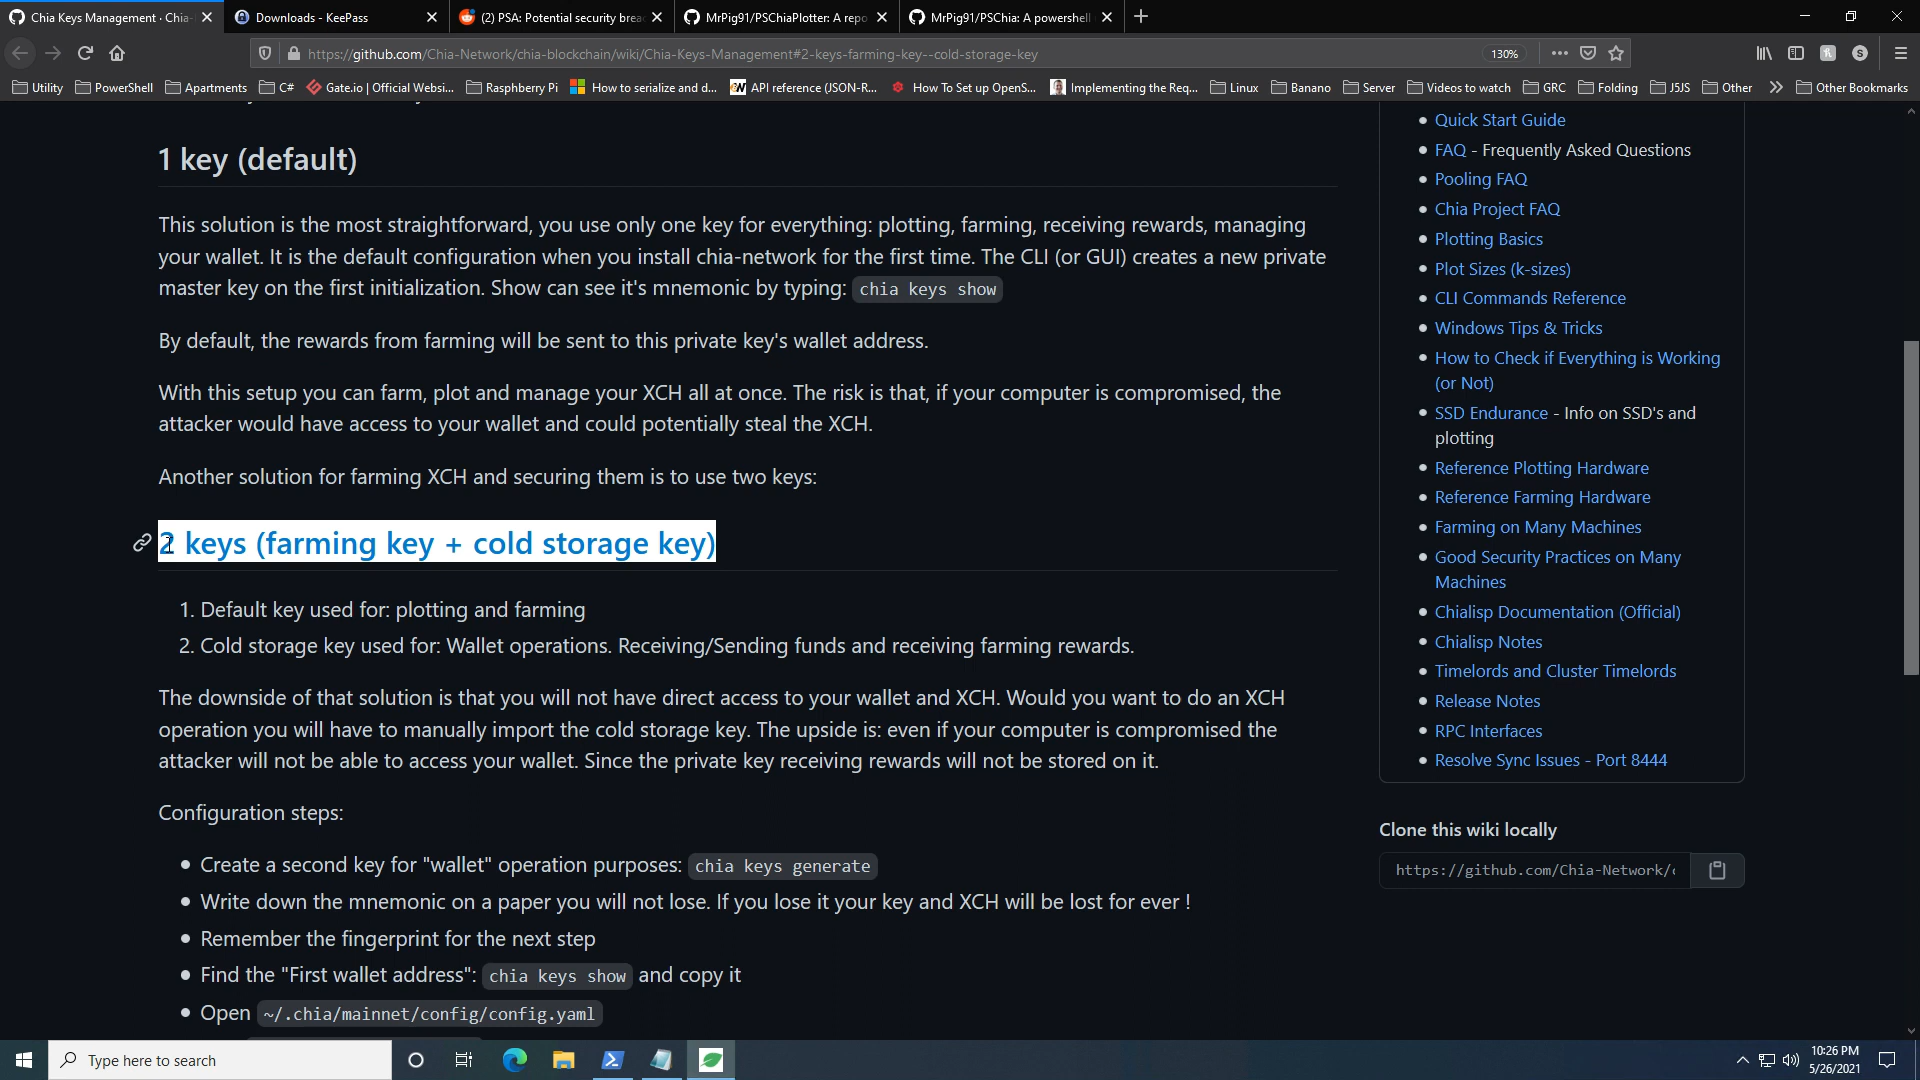 Chia Keys Management · Chia-
Downloads - KeePass
(2) PSA: Potential security breac
MrPig91/PSChiaPlotter: A repo
MrPig91/PSChia: A powershell
https://github.com/Chia-Network/chia-blockchain/wiki/Chia-Keys-Management#2-keys-farming-key--cold-storage-key
130%
Utility
PowerShell
Apartments
C#
Gate.io | Official Websi...
Rasphberry Pi
How to serialize and d...
API reference (JSON-R...
How To Set up OpenS...
Implementing the Req...
Linux
Banano
Server
Videos to watch
GRC
Folding
J5JS
Other
Other Bookmarks
1 key (default)
This solution is the most straightforward, you use only one key for everything: plotting, farming, receiving rewards, managing
your wallet. It is the default configuration when you install chia-network for the first time. The CLI (or GUI) creates a new private
master key on the first initialization. Show can see it's mnemonic by typing: chia keys show
By default, the rewards from farming will be sent to this private key's wallet address.
With this setup you can farm, plot and manage your XCH all at once. The risk is that, if your computer is compromised, the
attacker would have access to your wallet and could potentially steal the XCH.
Another solution for farming XCH and securing them is to use two keys:
2 keys (farming key + cold storage key)
1. Default key used for: plotting and farming
2. Cold storage key used for: Wallet operations. Receiving/Sending funds and receiving farming rewards.
The downside of that solution is that you will not have direct access to your wallet and XCH. Would you want to do an XCH
operation you will have to manually import the cold storage key. The upside is: even if your computer is compromised the
attacker will not be able to access your wallet. Since the private key receiving rewards will not be stored on it.
Configuration steps:
Create a second key for "wallet" operation purposes: chia keys generate
Write down the mnemonic on a paper you will not lose. If you lose it your key and XCH will be lost for ever !
Remember the fingerprint for the next step
Find the "First wallet address": chia keys show and copy it
Open ~/.chia/mainnet/config/config.yaml
Quick Start Guide
FAQ - Frequently Asked Questions
Pooling FAQ
Chia Project FAQ
Plotting Basics
Plot Sizes (k-sizes)
CLI Commands Reference
Windows Tips & Tricks
How to Check if Everything is Working
(or Not)
SSD Endurance - Info on SSD's and
plotting
Reference Plotting Hardware
Reference Farming Hardware
Farming on Many Machines
Good Security Practices on Many
Machines
Chialisp Documentation (Official)
Chialisp Notes
Timelords and Cluster Timelords
Release Notes
RPC Interfaces
Resolve Sync Issues - Port 8444
Clone this wiki locally
https://github.com/Chia-Network/c
Type here to search
10:26 PM
5/26/2021